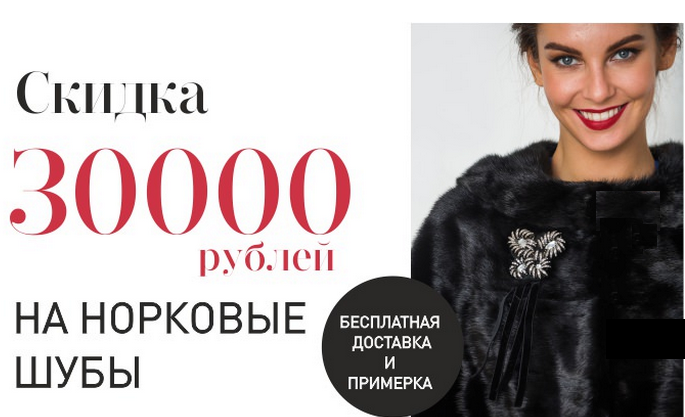 Скидка
30000
рублей
НА НОРКОВЫЕ
ШУБЫ
БЕСПЛАТНАЯ
ДОСТАВКА
И
ПРИМЕРКА